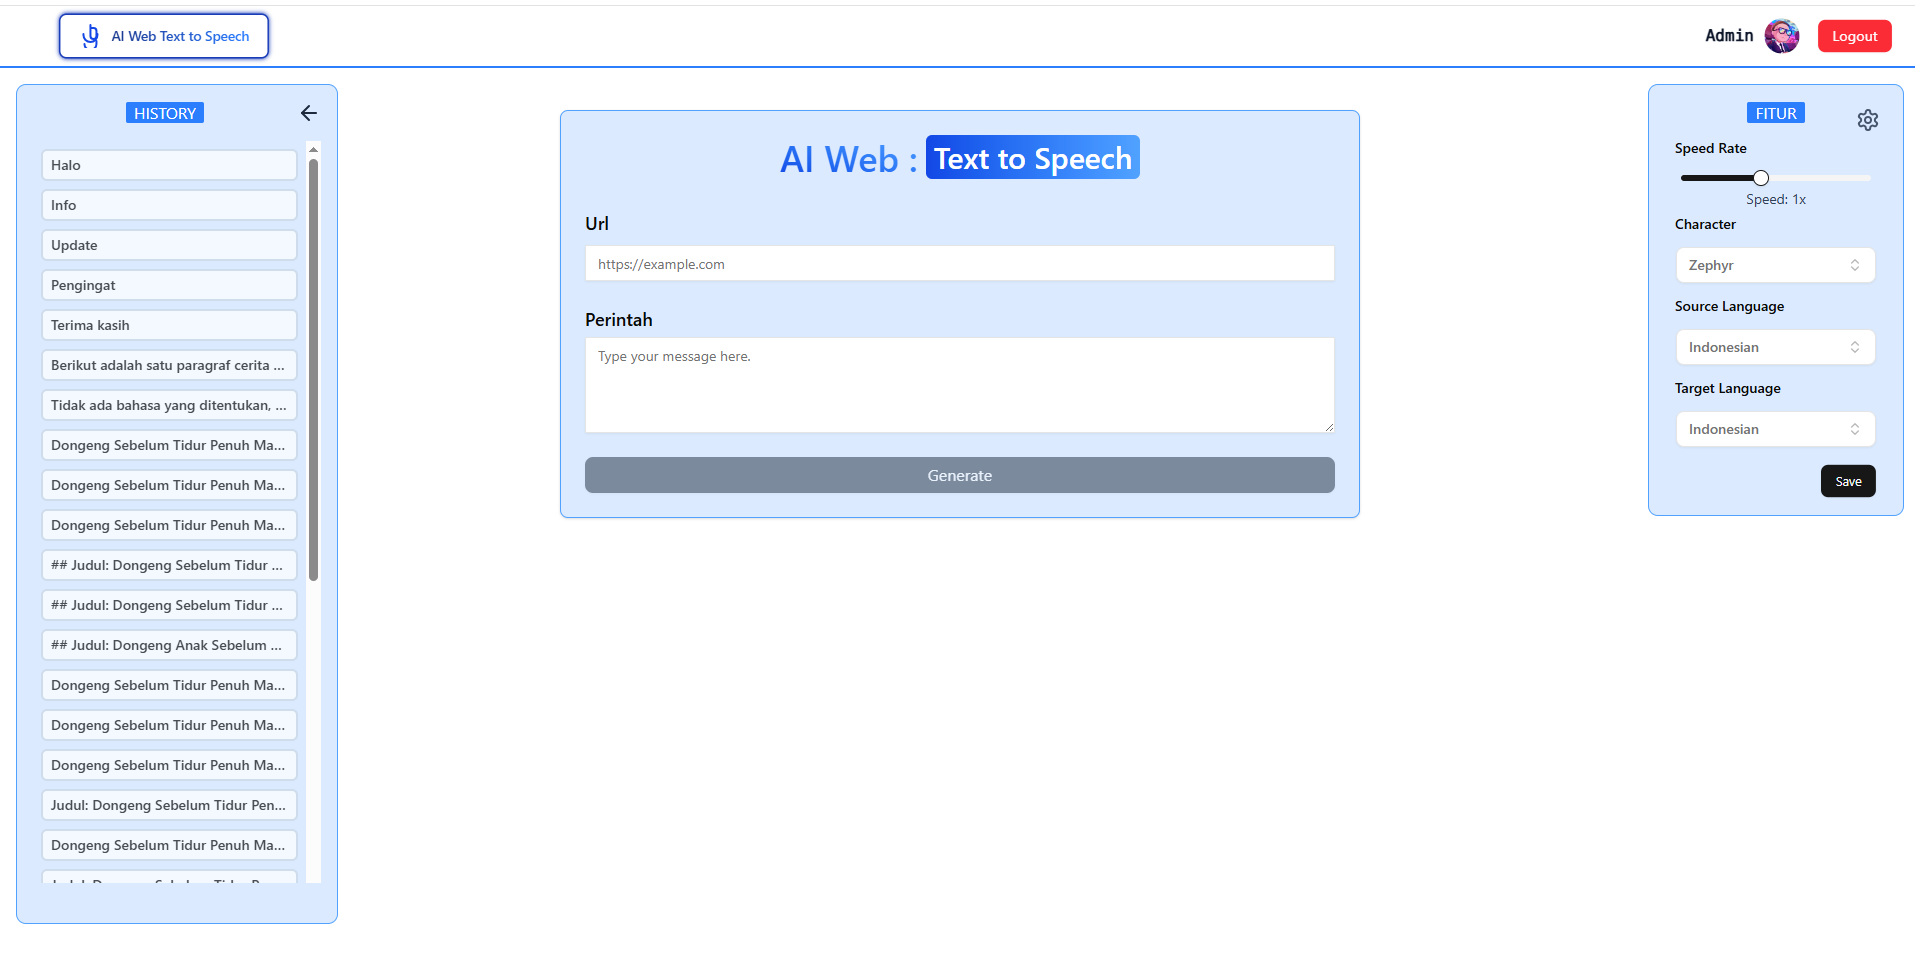 AI Web Text to Speech
Admin
Logout
HISTORY
Halo
Info
Update
Pengingat
Terima kasih
Berikut adalah satu paragraf cerita ...
Tidak ada bahasa yang ditentukan, ...
Dongeng Sebelum Tidur Penuh Ma...
Dongeng Sebelum Tidur Penuh Ma...
Dongeng Sebelum Tidur Penuh Ma...
## Judul: Dongeng Sebelum Tidur ...
## Judul: Dongeng Sebelum Tidur ...
## Judul: Dongeng Anak Sebelum ...
Dongeng Sebelum Tidur Penuh Ma...
Dongeng Sebelum Tidur Penuh Ma...
Dongeng Sebelum Tidur Penuh Ma...
Judul: Dongeng Sebelum Tidur Pen...
Dongeng Sebelum Tidur Penuh Ma...
AI Web : Text to Speech
Url
https://example.com
Perintah
Type your message here.
Generate
FITUR
Speed Rate
Speed: 1x
Character
Zephyr
Source Language
Indonesian
Target Language
Indonesian
Save